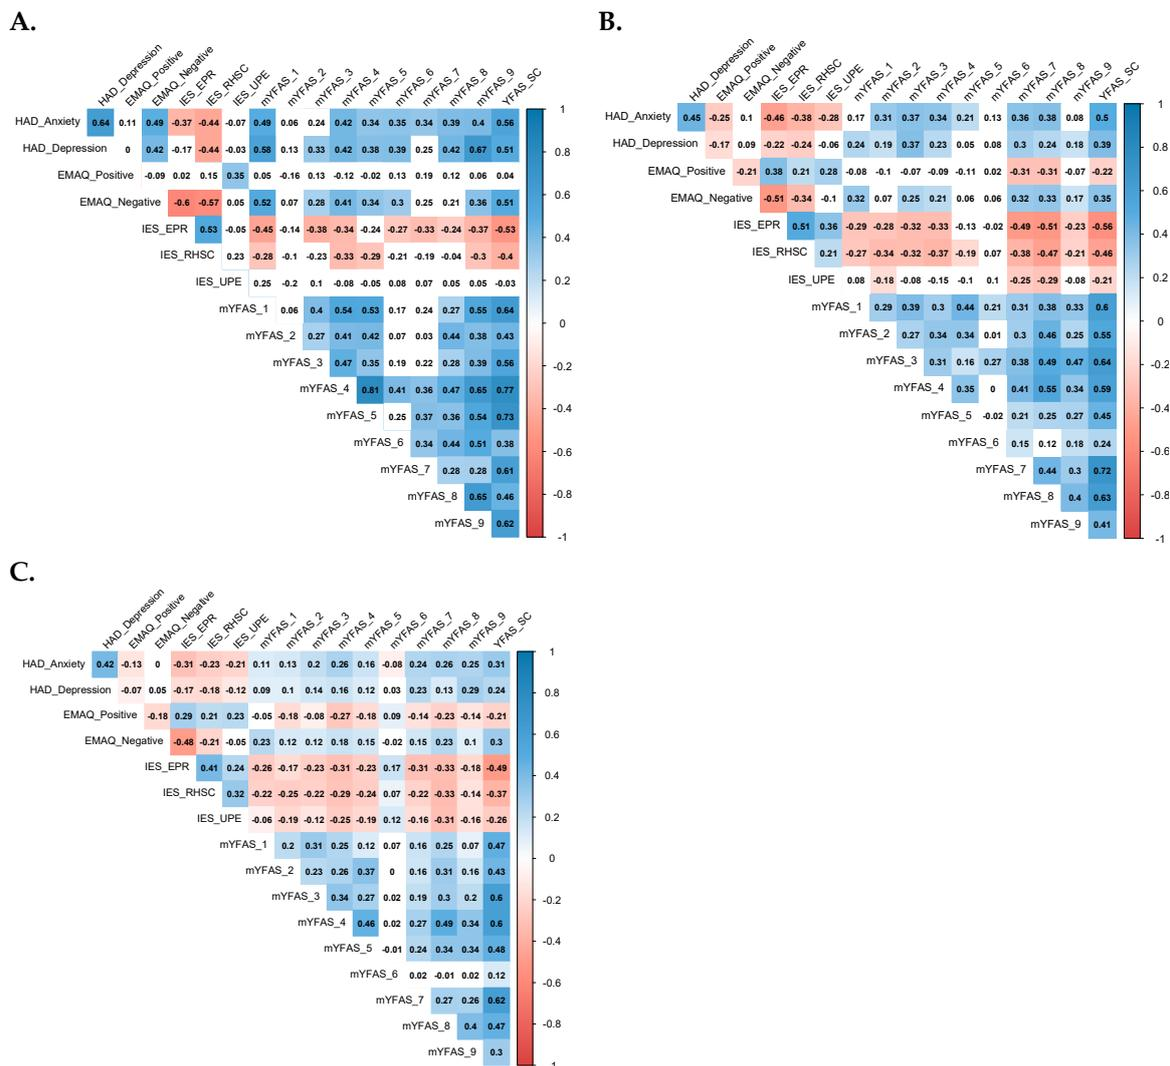 A.
HAD_Depression EMAQ_Positive EMAQ_Negative IES_EPR IES_RHSC IES_UPE mYFAS_1 mYFAS_2 mYFAS_3 mYFAS_4 mYFAS_5 mYFAS_6 mYFAS_7 mYFAS_8 mYFAS_9 YFAS_SC
HAD_Anxiety 0.64 0.11 0.49 -0.37 -0.44 -0.07 0.49 0.06 0.24 0.42 0.34 0.35 0.34 0.39 0.4 0.56
HAD_Depression 0 0.42 -0.17 -0.44 -0.03 0.58 0.13 0.33 0.42 0.38 0.39 0.25 0.42 0.67 0.51
EMAQ_Positive -0.09 0.02 0.15 0.35 0.05 -0.16 0.13 -0.12 -0.02 0.13 0.19 0.12 0.06 0.04
EMAQ_Negative -0.6 -0.57 0.05 0.52 0.07 0.28 0.41 0.34 0.3 0.25 0.21 0.36 0.51
IES_EPR 0.53 -0.05 -0.45 -0.14 -0.38 -0.34 -0.24 -0.27 -0.33 -0.24 -0.37 -0.53
IES_RHSC 0.23 -0.28 -0.1 -0.23 -0.33 -0.29 -0.21 -0.19 -0.04 -0.3 -0.4
IES_UPE 0.25 -0.2 0.1 -0.08 -0.05 0.08 0.07 0.05 0.05 -0.03
mYFAS_1 0.06 0.4 0.54 0.53 0.17 0.24 0.27 0.55 0.64
mYFAS_2 0.27 0.41 0.42 0.07 0.03 0.44 0.38 0.43
mYFAS_3 0.47 0.35 0.19 0.22 0.28 0.39 0.56
mYFAS_4 0.81 0.41 0.36 0.47 0.65 0.77
mYFAS_5 0.25 0.37 0.36 0.54 0.73
mYFAS_6 0.34 0.44 0.51 0.38
mYFAS_7 0.28 0.28 0.61
mYFAS_8 0.65 0.46
mYFAS_9 0.62
1
0.8
0.6
0.4
0.2
0
-0.2
-0.4
-0.6
-0.8
-1
B.
HAD_Depression EMAQ_Positive EMAQ_Negative IES_EPR IES_RHSC IES_UPE mYFAS_1 mYFAS_2 mYFAS_3 mYFAS_4 mYFAS_5 mYFAS_6 mYFAS_7 mYFAS_8 mYFAS_9 YFAS_SC
HAD_Anxiety 0.45 -0.25 0.1 -0.46 -0.38 -0.28 0.17 0.31 0.37 0.34 0.21 0.13 0.36 0.38 0.08 0.5
HAD_Depression -0.17 0.09 -0.22 -0.24 -0.06 0.24 0.19 0.37 0.23 0.05 0.08 0.3 0.24 0.18 0.39
EMAQ_Positive -0.21 0.38 0.21 0.28 -0.08 -0.1 -0.07 -0.09 -0.11 0.02 -0.31 -0.31 -0.07 -0.22
EMAQ_Negative -0.51 -0.34 -0.1 0.32 0.07 0.25 0.21 0.06 0.06 0.32 0.33 0.17 0.35
IES_EPR 0.51 0.36 -0.29 -0.28 -0.32 -0.33 -0.13 -0.02 -0.49 -0.51 -0.23 -0.56
IES_RHSC 0.21 -0.27 -0.34 -0.32 -0.37 -0.19 0.07 -0.38 -0.47 -0.21 -0.46
IES_UPE 0.08 -0.18 -0.08 -0.15 -0.1 0.1 -0.25 -0.29 -0.08 -0.21
mYFAS_1 0.29 0.39 0.3 0.44 0.21 0.31 0.38 0.33 0.6
mYFAS_2 0.27 0.34 0.34 0.01 0.3 0.46 0.25 0.55
mYFAS_3 0.31 0.16 0.27 0.38 0.49 0.47 0.64
mYFAS_4 0.35 0 0.41 0.55 0.34 0.59
mYFAS_5 -0.02 0.21 0.25 0.27 0.45
mYFAS_6 0.15 0.12 0.18 0.24
mYFAS_7 0.44 0.3 0.72
mYFAS_8 0.4 0.63
mYFAS_9 0.41
1
0.8
0.6
0.4
0.2
0
-0.2
-0.4
-0.6
-0.8
-1
C.
HAD_Depression EMAQ_Positive EMAQ_Negative IES_EPR IES_RHSC IES_UPE mYFAS_1 mYFAS_2 mYFAS_3 mYFAS_4 mYFAS_5 mYFAS_6 mYFAS_7 mYFAS_8 mYFAS_9 YFAS_SC
HAD_Anxiety 0.42 -0.13 0 -0.31 -0.23 -0.21 0.11 0.13 0.2 0.26 0.16 -0.08 0.24 0.26 0.25 0.31
HAD_Depression -0.07 0.05 -0.17 -0.18 -0.12 0.09 0.1 0.14 0.16 0.12 0.03 0.23 0.13 0.29 0.24
EMAQ_Positive -0.18 0.29 0.21 0.23 -0.05 -0.18 -0.08 -0.27 -0.18 0.09 -0.14 -0.23 -0.14 -0.21
EMAQ_Negative -0.48 -0.21 -0.05 0.23 0.12 0.12 0.18 0.15 -0.02 0.15 0.23 0.1 0.3
IES_EPR 0.41 0.24 -0.26 -0.17 -0.23 -0.31 -0.23 0.17 -0.31 -0.33 -0.18 -0.49
IES_RHSC 0.32 -0.22 -0.25 -0.22 -0.29 -0.24 0.07 -0.22 -0.33 -0.14 -0.37
IES_UPE -0.06 -0.19 -0.12 -0.25 -0.19 0.12 -0.16 -0.31 -0.16 -0.26
mYFAS_1 0.2 0.31 0.25 0.12 0.07 0.16 0.25 0.07 0.47
mYFAS_2 0.23 0.26 0.37 0 0.16 0.31 0.16 0.43
mYFAS_3 0.34 0.27 0.02 0.19 0.3 0.2 0.6
mYFAS_4 0.46 0.02 0.27 0.49 0.34 0.6
mYFAS_5 -0.01 0.24 0.34 0.34 0.48
mYFAS_6 0.02 -0.01 0.02 0.12
mYFAS_7 0.27 0.26 0.62
mYFAS_8 0.4 0.47
mYFAS_9 0.3
1
0.8
0.6
0.4
0.2
0
-0.2
-0.4
-0.6
-0.8
-1